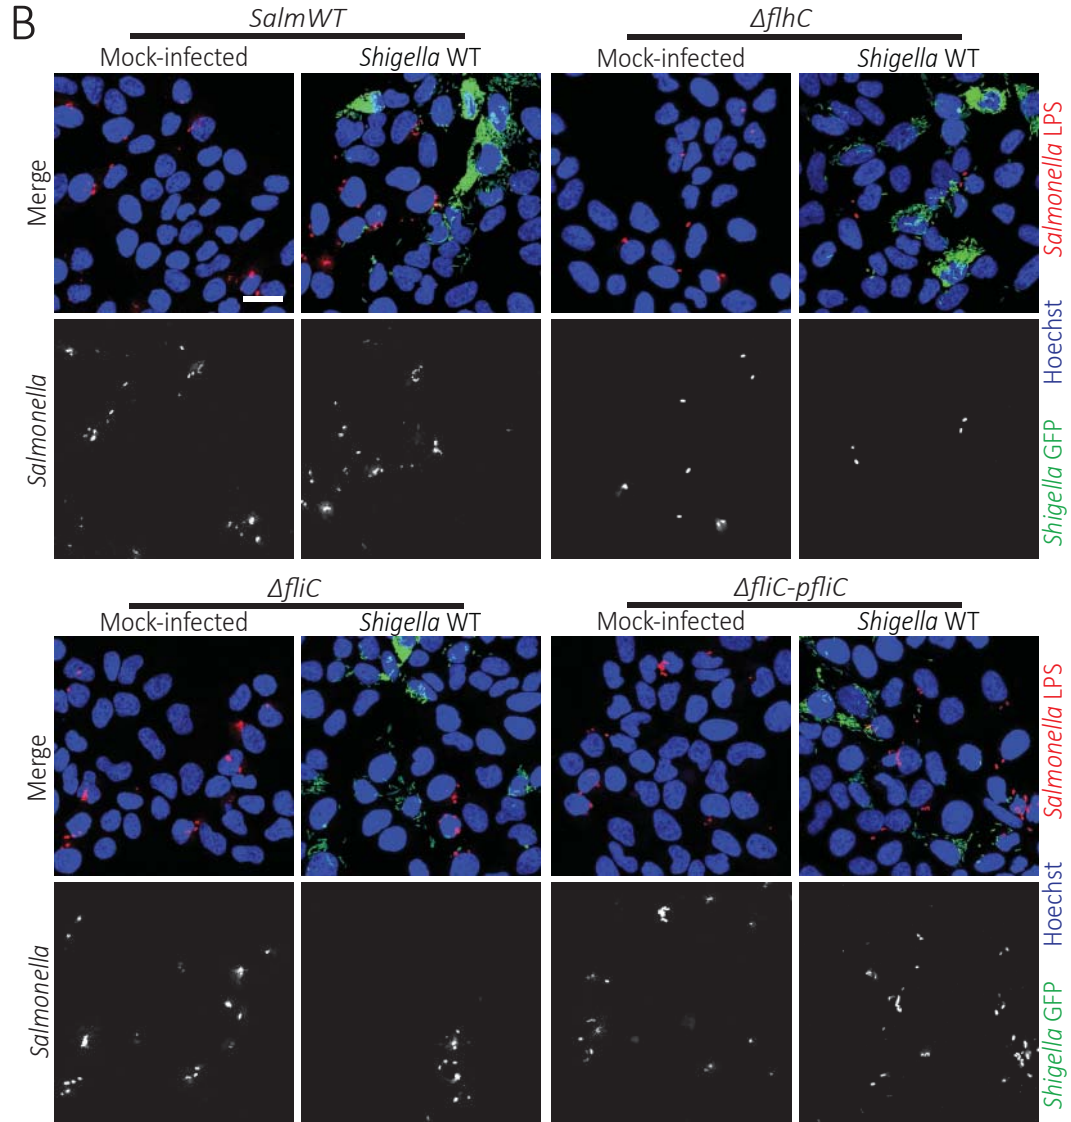 B
SalmWT
ΔflhC
Mock-infected
Shigella WT
Mock-infected
Shigella WT
Merge
Salmonella
Shigella GFP Hoechst Salmonella LPS
ΔfliC
ΔfliC-pfliC
Mock-infected
Shigella WT
Mock-infected
Shigella WT
Merge
Salmonella
Shigella GFP Hoechst Salmonella LPS